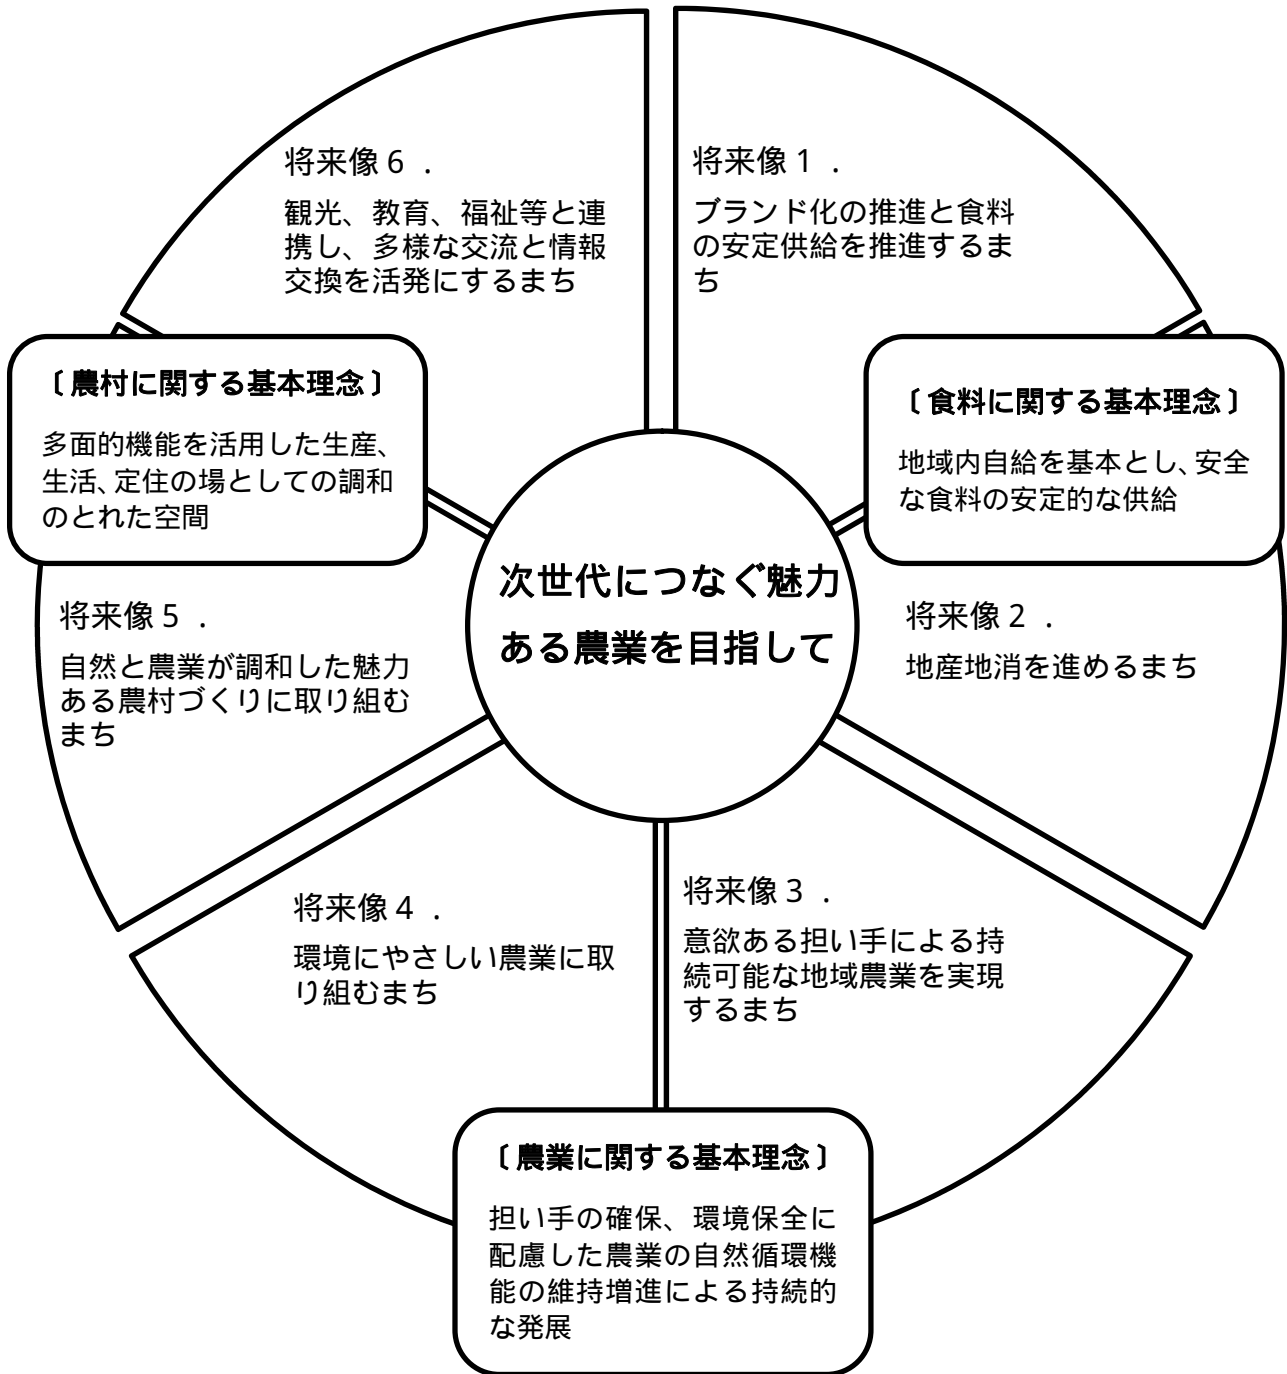 将来像６．
観光、教育、福祉等と連
携し、多様な交流と情報
交換を活発にするまち
将来像１．
ブランド化の推進と食料
の安定供給を推進するま
ち
〔農村に関する基本理念〕
多面的機能を活用した生産、
生活、定住の場としての調和
のとれた空間
〔食料に関する基本理念〕
地域内自給を基本とし、安全
な食料の安定的な供給
次世代につなぐ魅力
ある農業を目指して
将来像５．
自然と農業が調和した魅力
ある農村づくりに取り組む
まち
将来像２．
地産地消を進めるまち
将来像４．
環境にやさしい農業に取
り組むまち
将来像３．
意欲ある担い手による持
続可能な地域農業を実現
するまち
〔農業に関する基本理念〕
担い手の確保、環境保全に
配慮した農業の自然循環機
能の維持増進による持続的
な発展